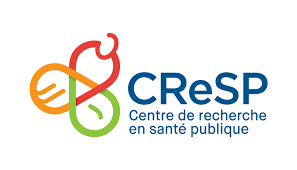 CReSP
Centre de recherche
en santé publique